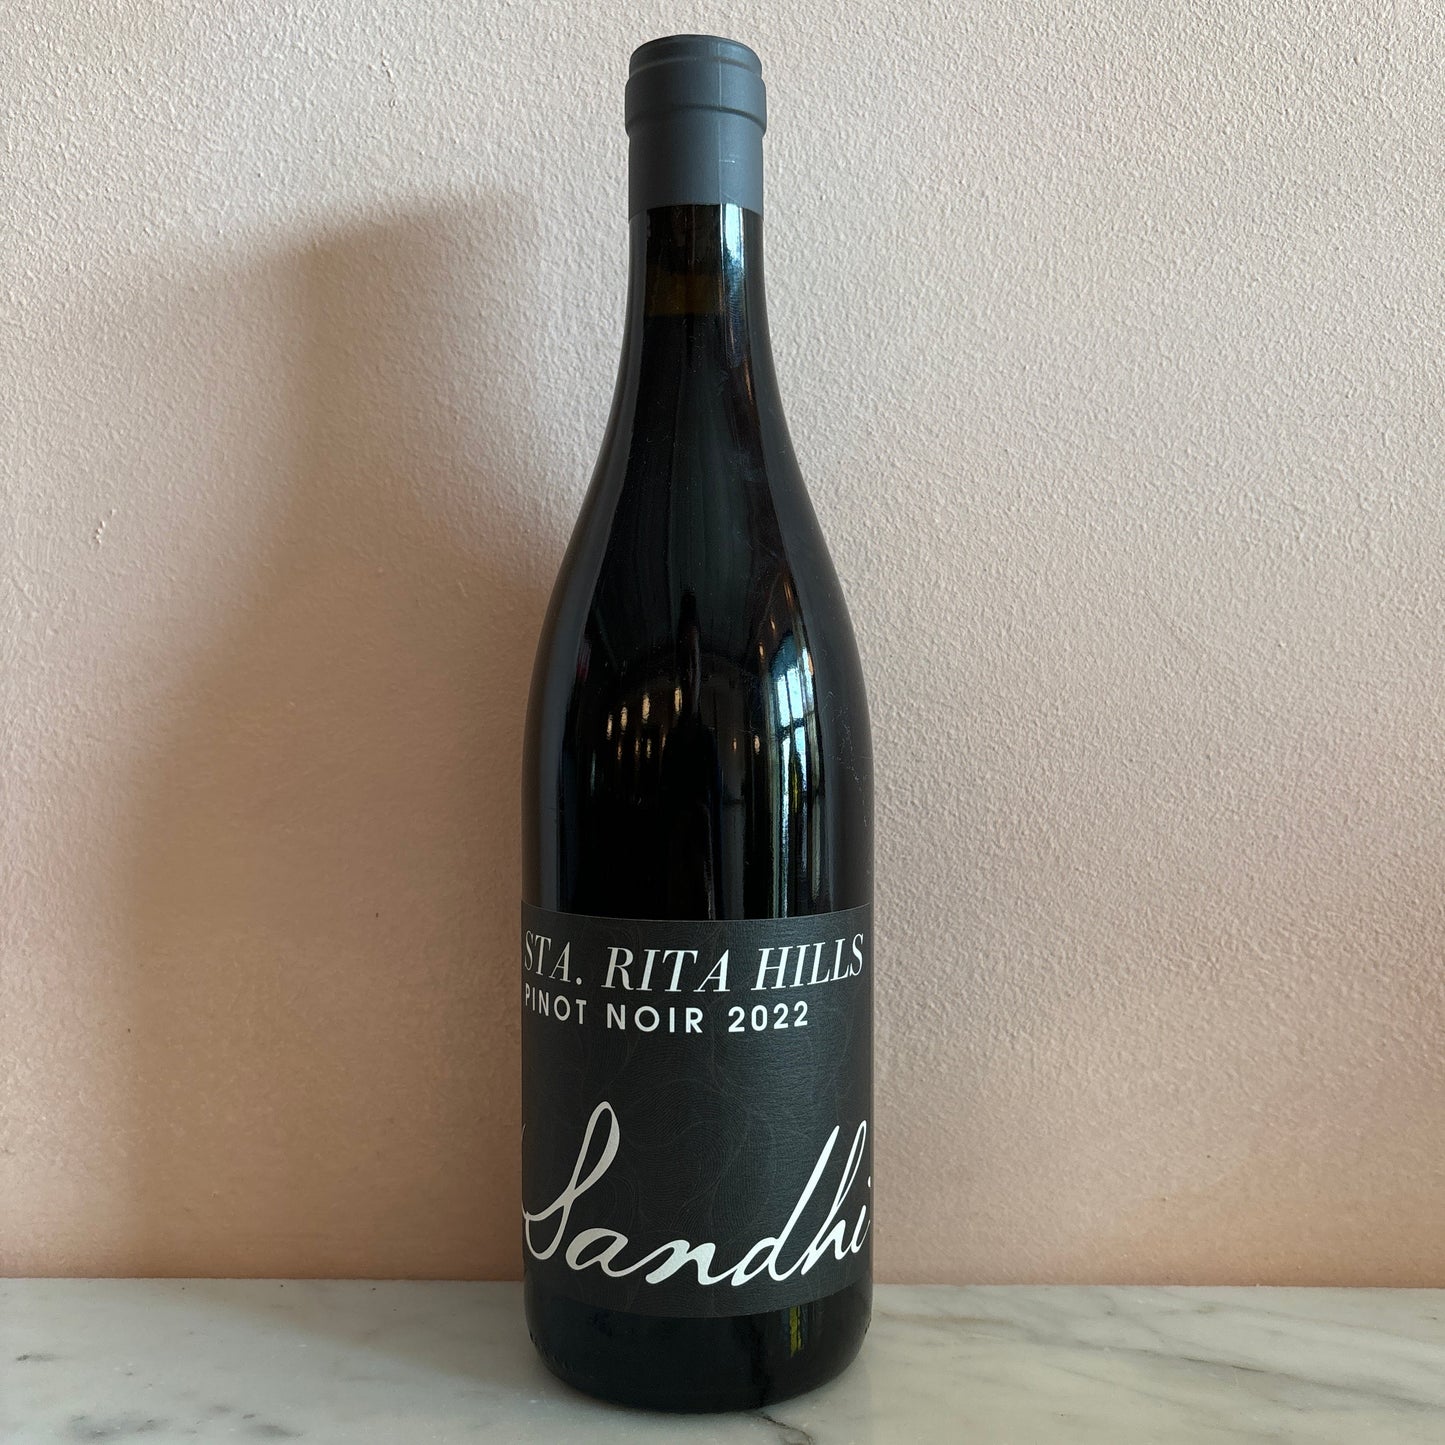 STA. RITA HILLS
PINOT NOIR 2022
Sandhi